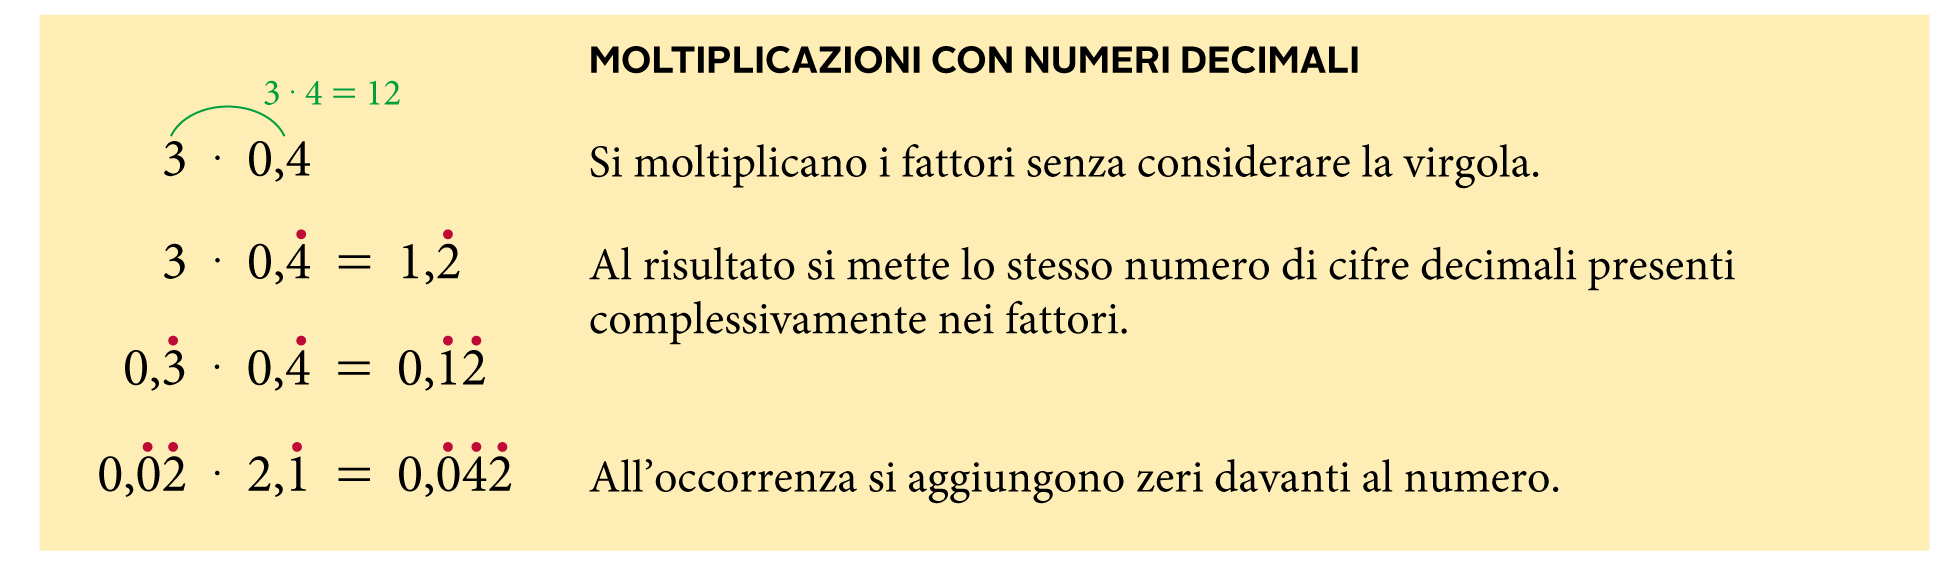 MOLTIPLICAZIONI CON NUMERI DECIMALI
3 · 4 = 12
3 · 0,4
Si moltiplicano i fattori senza considerare la virgola.
3 · 0,4 = 1,2
Al risultato si mette lo stesso numero di cifre decimali presenti
complessivamente nei fattori.
0,3 · 0,4 = 0,12
0,02 · 2,1 = 0,042
All’occorrenza si aggiungono zeri davanti al numero.